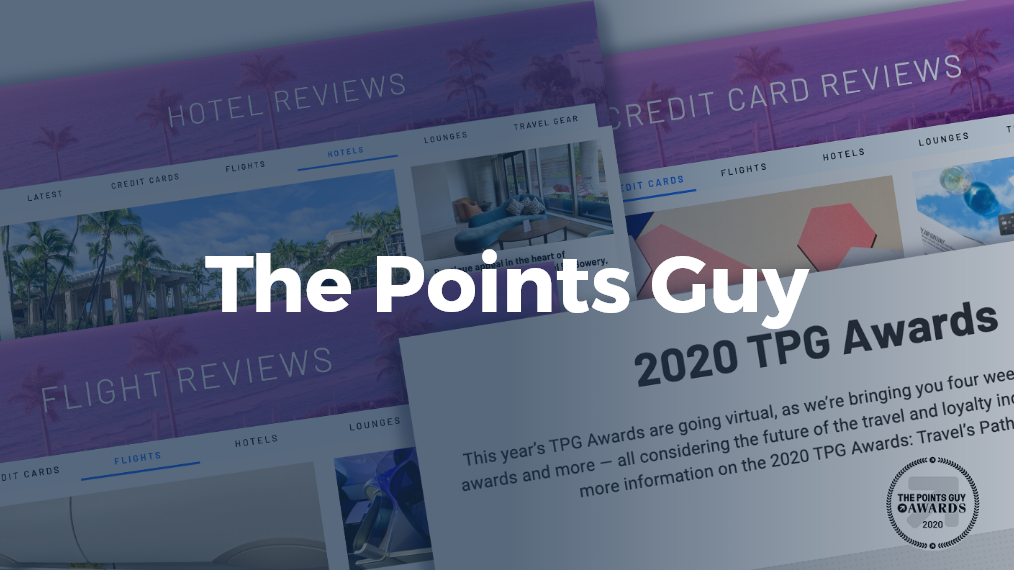 HOTEL REVIEWS
LATEST CREDIT CARDS FLIGHTS HOTELS LOUNGES TRAVEL GEAR
CREDIT CARD REVIEWS
CARDS FLIGHTS HOTELS LOUNGES
in the heart of
The Points Guy
FLIGHT REVIEWS
CARDS FLIGHTS HOTELS LOUNGES
2020 TPG Awards
This year's TPG Awards are going virtual, as we're bringing you four
awards and more — all considering the future of the travel and loyalty
more information on the 2020 TPG Awards: Travel's Path
THE POINTS GUY
AWARDS
2020